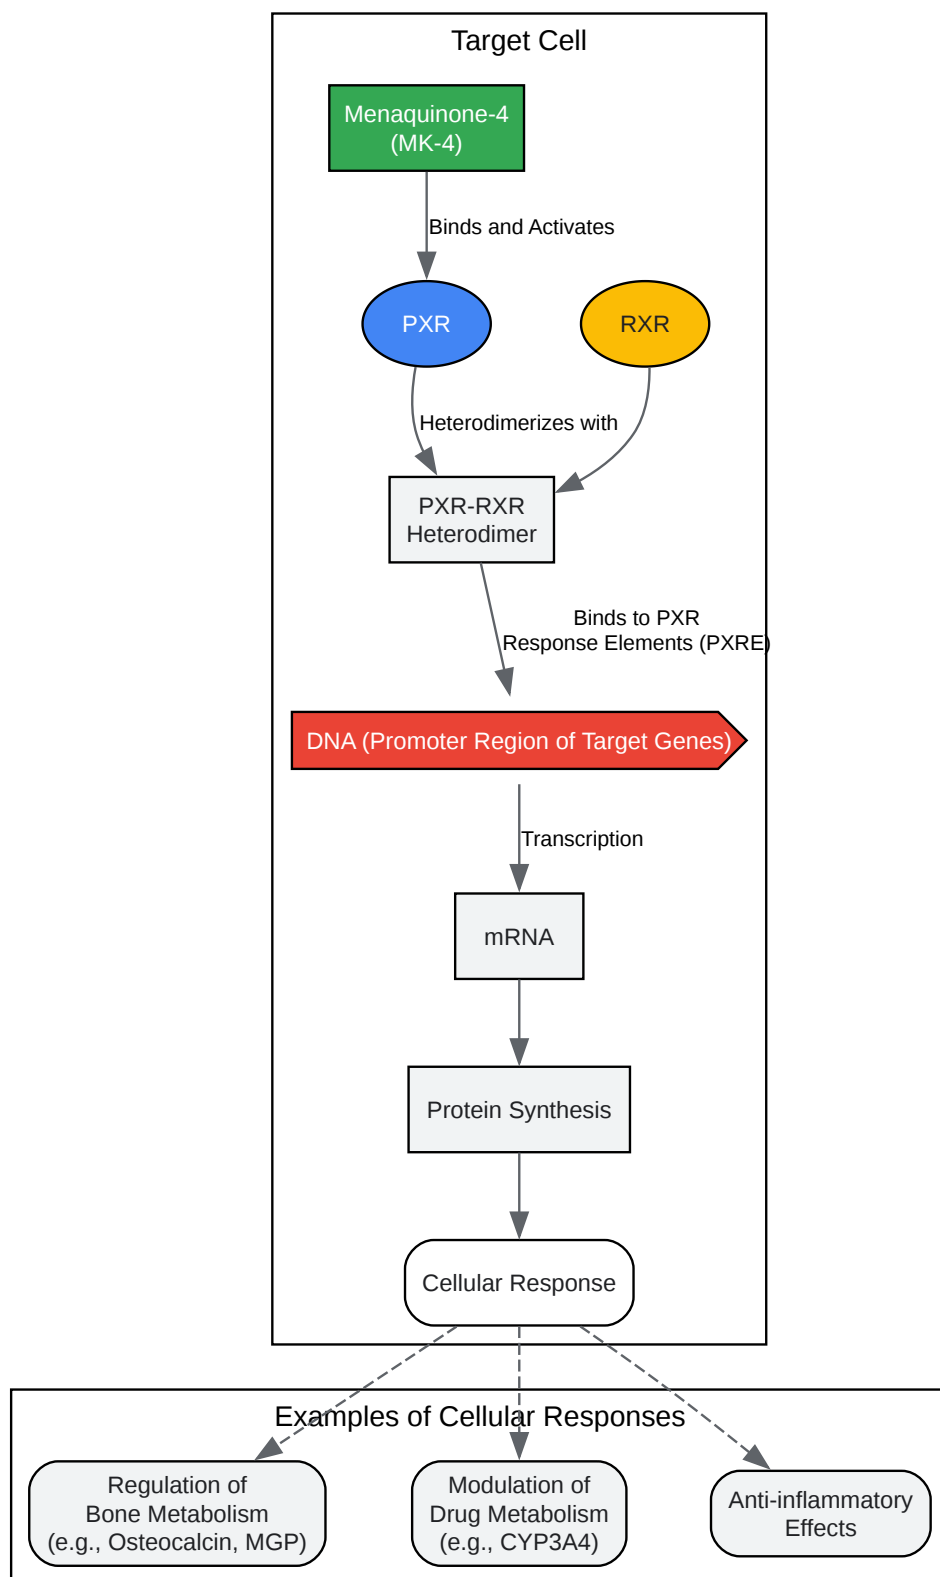 Target Cell
Menaquinone-4
(MK-4)
Binds and Activates
PXR
RXR
Heterodimerizes with
PXR-RXR
Heterodimer
Binds to PXR
Response Elements (PXRE)
DNA (Promoter Region of Target Genes)
Transcription
mRNA
Protein Synthesis
Cellular Response
Examples of Cellular Responses
Regulation of
Bone Metabolism
(e.g., Osteocalcin, MGP)
Modulation of
Drug Metabolism
(e.g., CYP3A4)
Anti-inflammatory
Effects